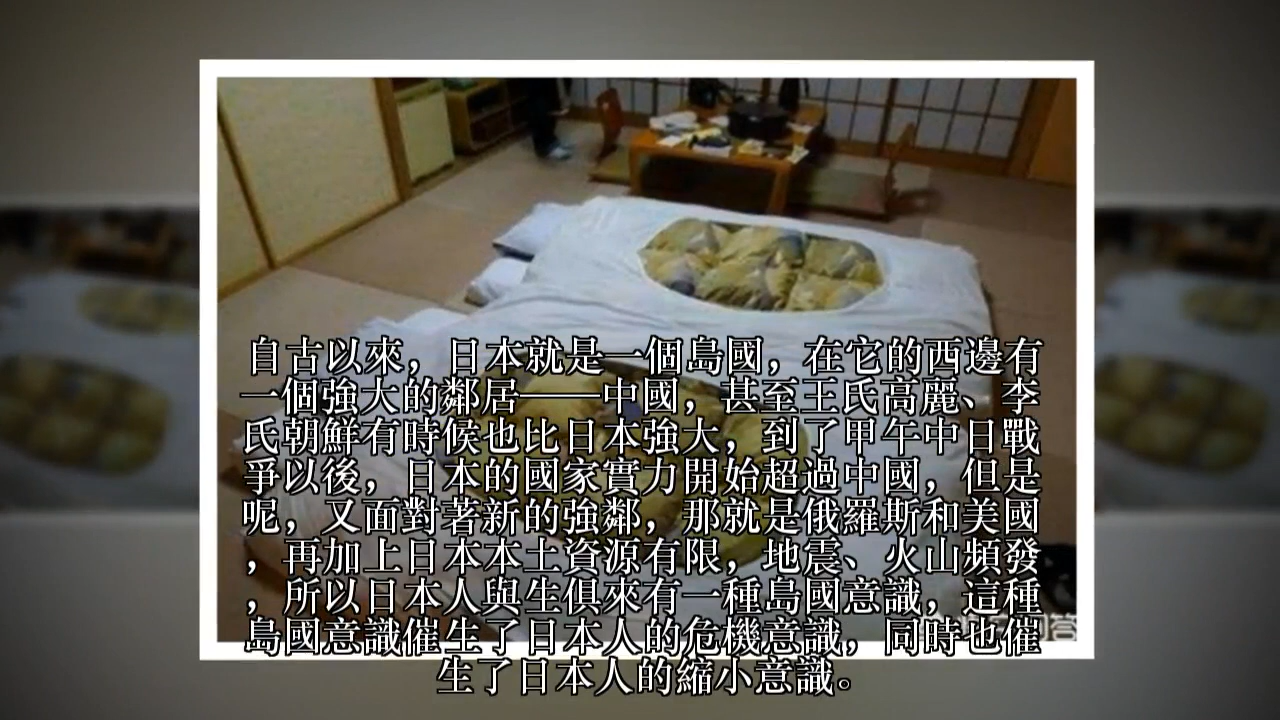 自古以來，日本就是一個島國，在它的西邊有
一個強大的鄰居——中國，甚至王氏高麗、李
氏朝鮮有時候也比日本強大，到了甲午中日戰
爭以後，日本的國家實力開始超過中國，但是
呢，又面對著新的強鄰，那就是俄羅斯和美國
，再加上日本本土資源有限，地震、火山頻發
，所以日本人與生俱來有一種島國意識，這種
島國意識催生了日本人的危機意識，同時也催
生了日本人的縮小意識。